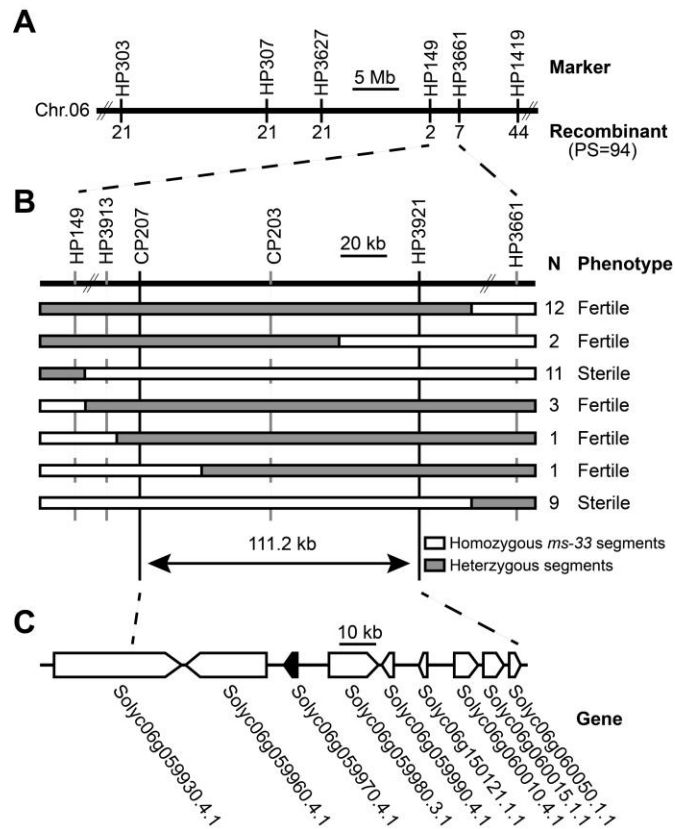 A
HP303
HP307
HP3627
5 Mb
HP149
HP3661
HP1419
Marker
Chr.06
21
21
21
2
7
44
Recombinant
(PS=94)
B
HP149
HP3913
CP207
CP203
20 kb
HP3921
HP3661
N Phenotype
12 Fertile
2 Fertile
11 Sterile
3 Fertile
1 Fertile
1 Fertile
9 Sterile
111.2 kb
Homozygous ms-33 segments
Heterzygous segments
C
10 kb
Solyc06g059930.4.1
Solyc06g059960.4.1
Solyc06g059970.4.1
Solyc06g059980.3.1
Solyc06g059990.4.1
Solyc06g150121.1.1
Solyc06g060010.4.1
Solyc06g060015.1.1
Solyc06g060050.1.1
Gene